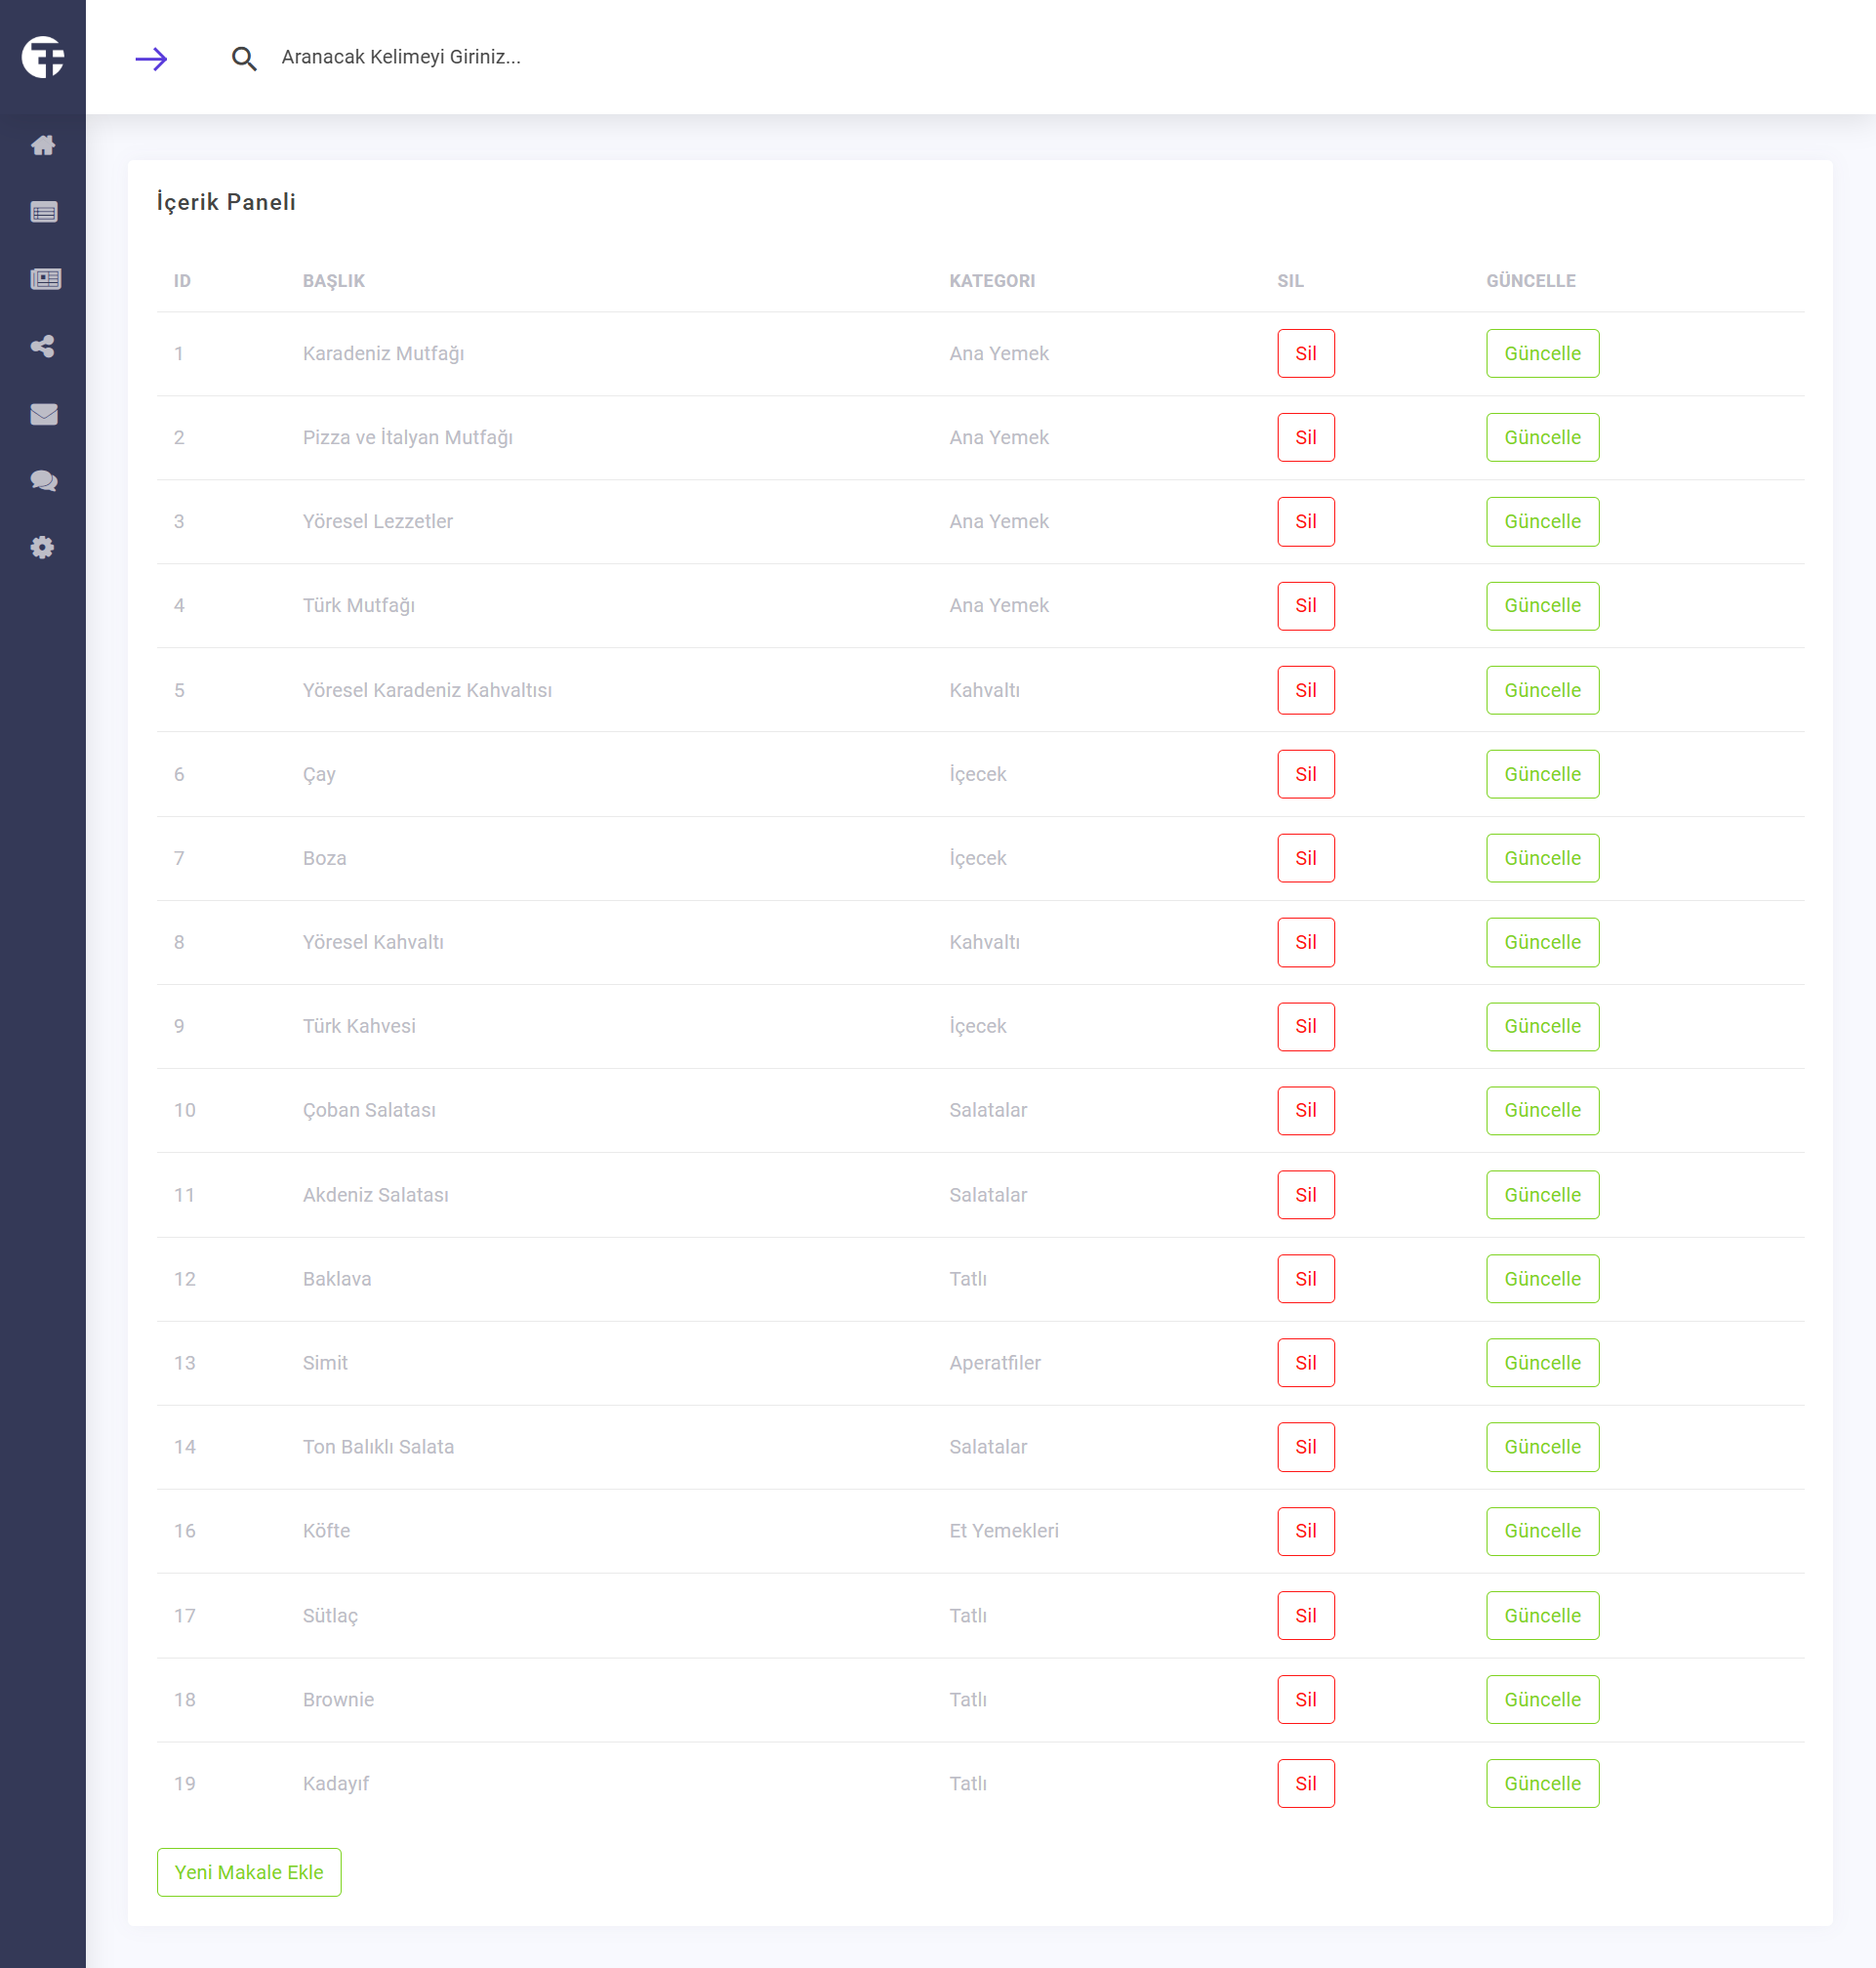 Aranacak Kelimeyi Giriniz...
İçerik Paneli
ID BAŞLIK KATEGORI SIL GÜNCELLE
1 Karadeniz Mutfağı Ana Yemek Sil Güncelle
2 Pizza ve İtalyan Mutfağı Ana Yemek Sil Güncelle
3 Yöresel Lezzetler Ana Yemek Sil Güncelle
4 Türk Mutfağı Ana Yemek Sil Güncelle
5 Yöresel Karadeniz Kahvaltısı Kahvaltı Sil Güncelle
6 Çay İçecek Sil Güncelle
7 Boza İçecek Sil Güncelle
8 Yöresel Kahvaltı Kahvaltı Sil Güncelle
9 Türk Kahvesi İçecek Sil Güncelle
10 Çoban Salatası Salatalar Sil Güncelle
11 Akdeniz Salatası Salatalar Sil Güncelle
12 Baklava Tatlı Sil Güncelle
13 Simit Aperatfiler Sil Güncelle
14 Ton Balıklı Salata Salatalar Sil Güncelle
16 Köfte Et Yemekleri Sil Güncelle
17 Sütlaç Tatlı Sil Güncelle
18 Brownie Tatlı Sil Güncelle
19 Kadayıf Tatlı Sil Güncelle
Yeni Makale Ekle